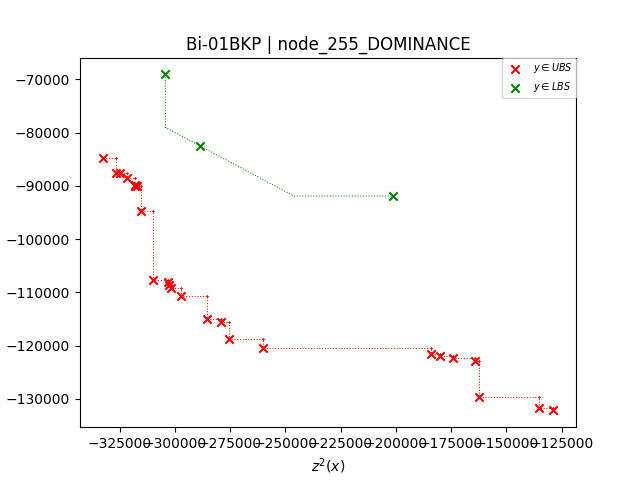 Bi-01BKP | node_255_DOMINANCE
y ∈ UBS
y ∈ LBS
−70000
−80000
−90000
−100000
−110000
−120000
−130000
−325000 −300000 −275000 −250000 −225000 −200000 −175000 −150000 −125000
z²(x)